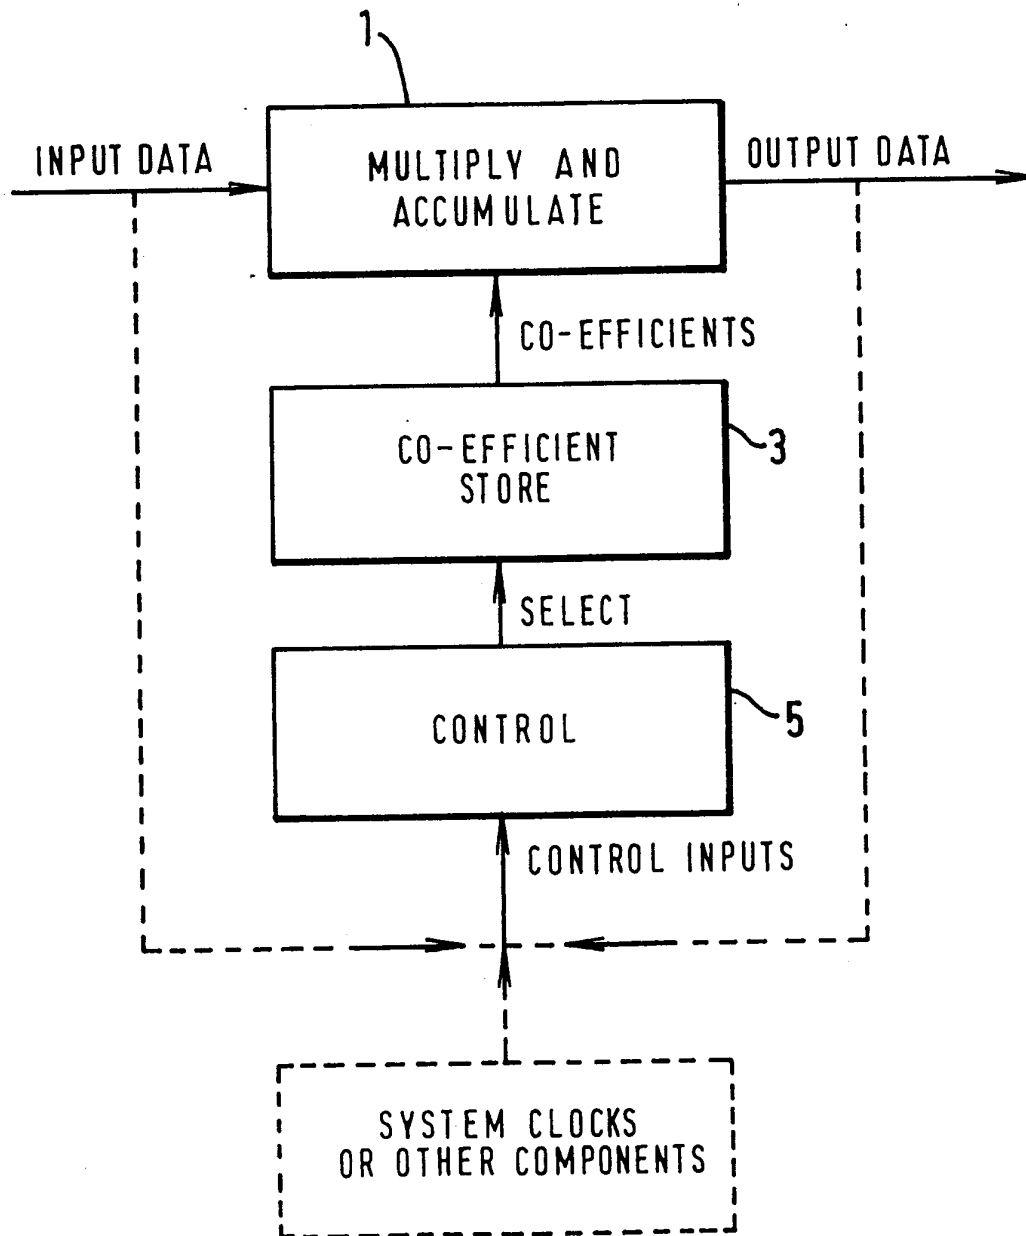 1
INPUT DATA
MULTIPLY AND
ACCUMULATE
OUTPUT DATA
CO-EFFICIENTS
CO-EFFICIENT
STORE
3
SELECT
CONTROL
5
CONTROL INPUTS
SYSTEM CLOCKS
OR OTHER COMPONENTS